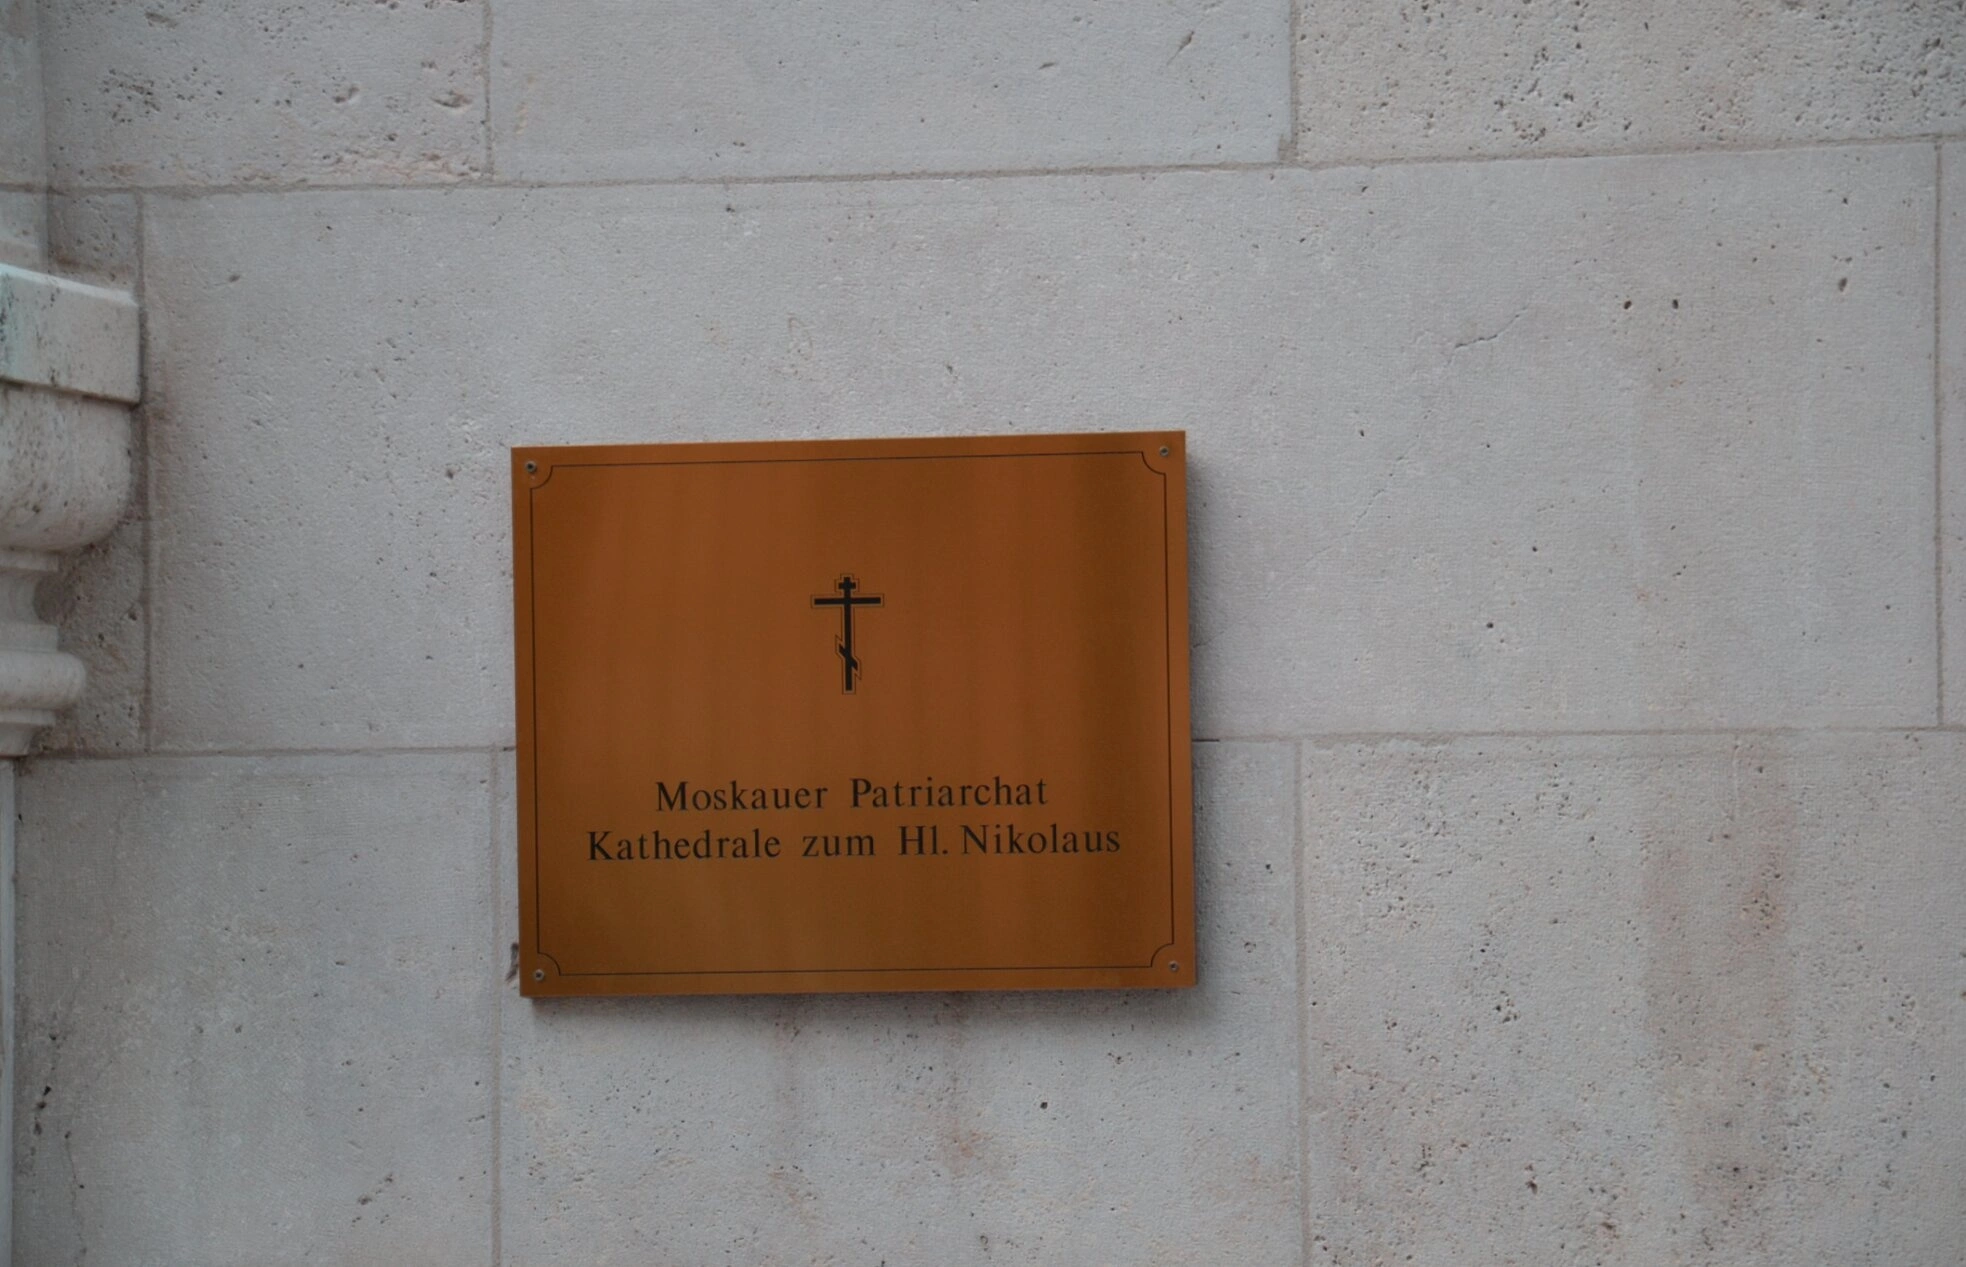 Moskauer Patriarchat
Kathedrale zum Hl. Nikolaus